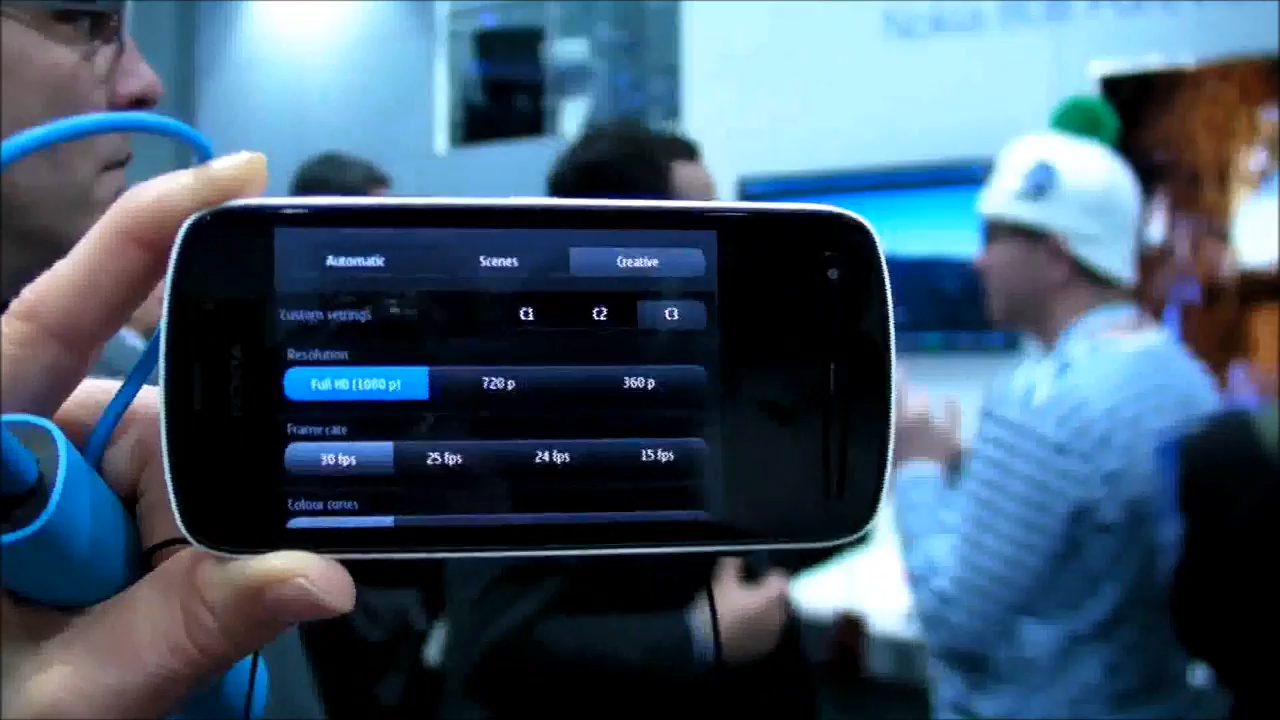 Automatic Scenes Creative
Custom settings C1 C2 C3
Resolution
Full HD (1080 p) 720 p 360 p
Frame rate
30 fps 25 fps 24 fps 15 fps
Colour tones
NOKIA